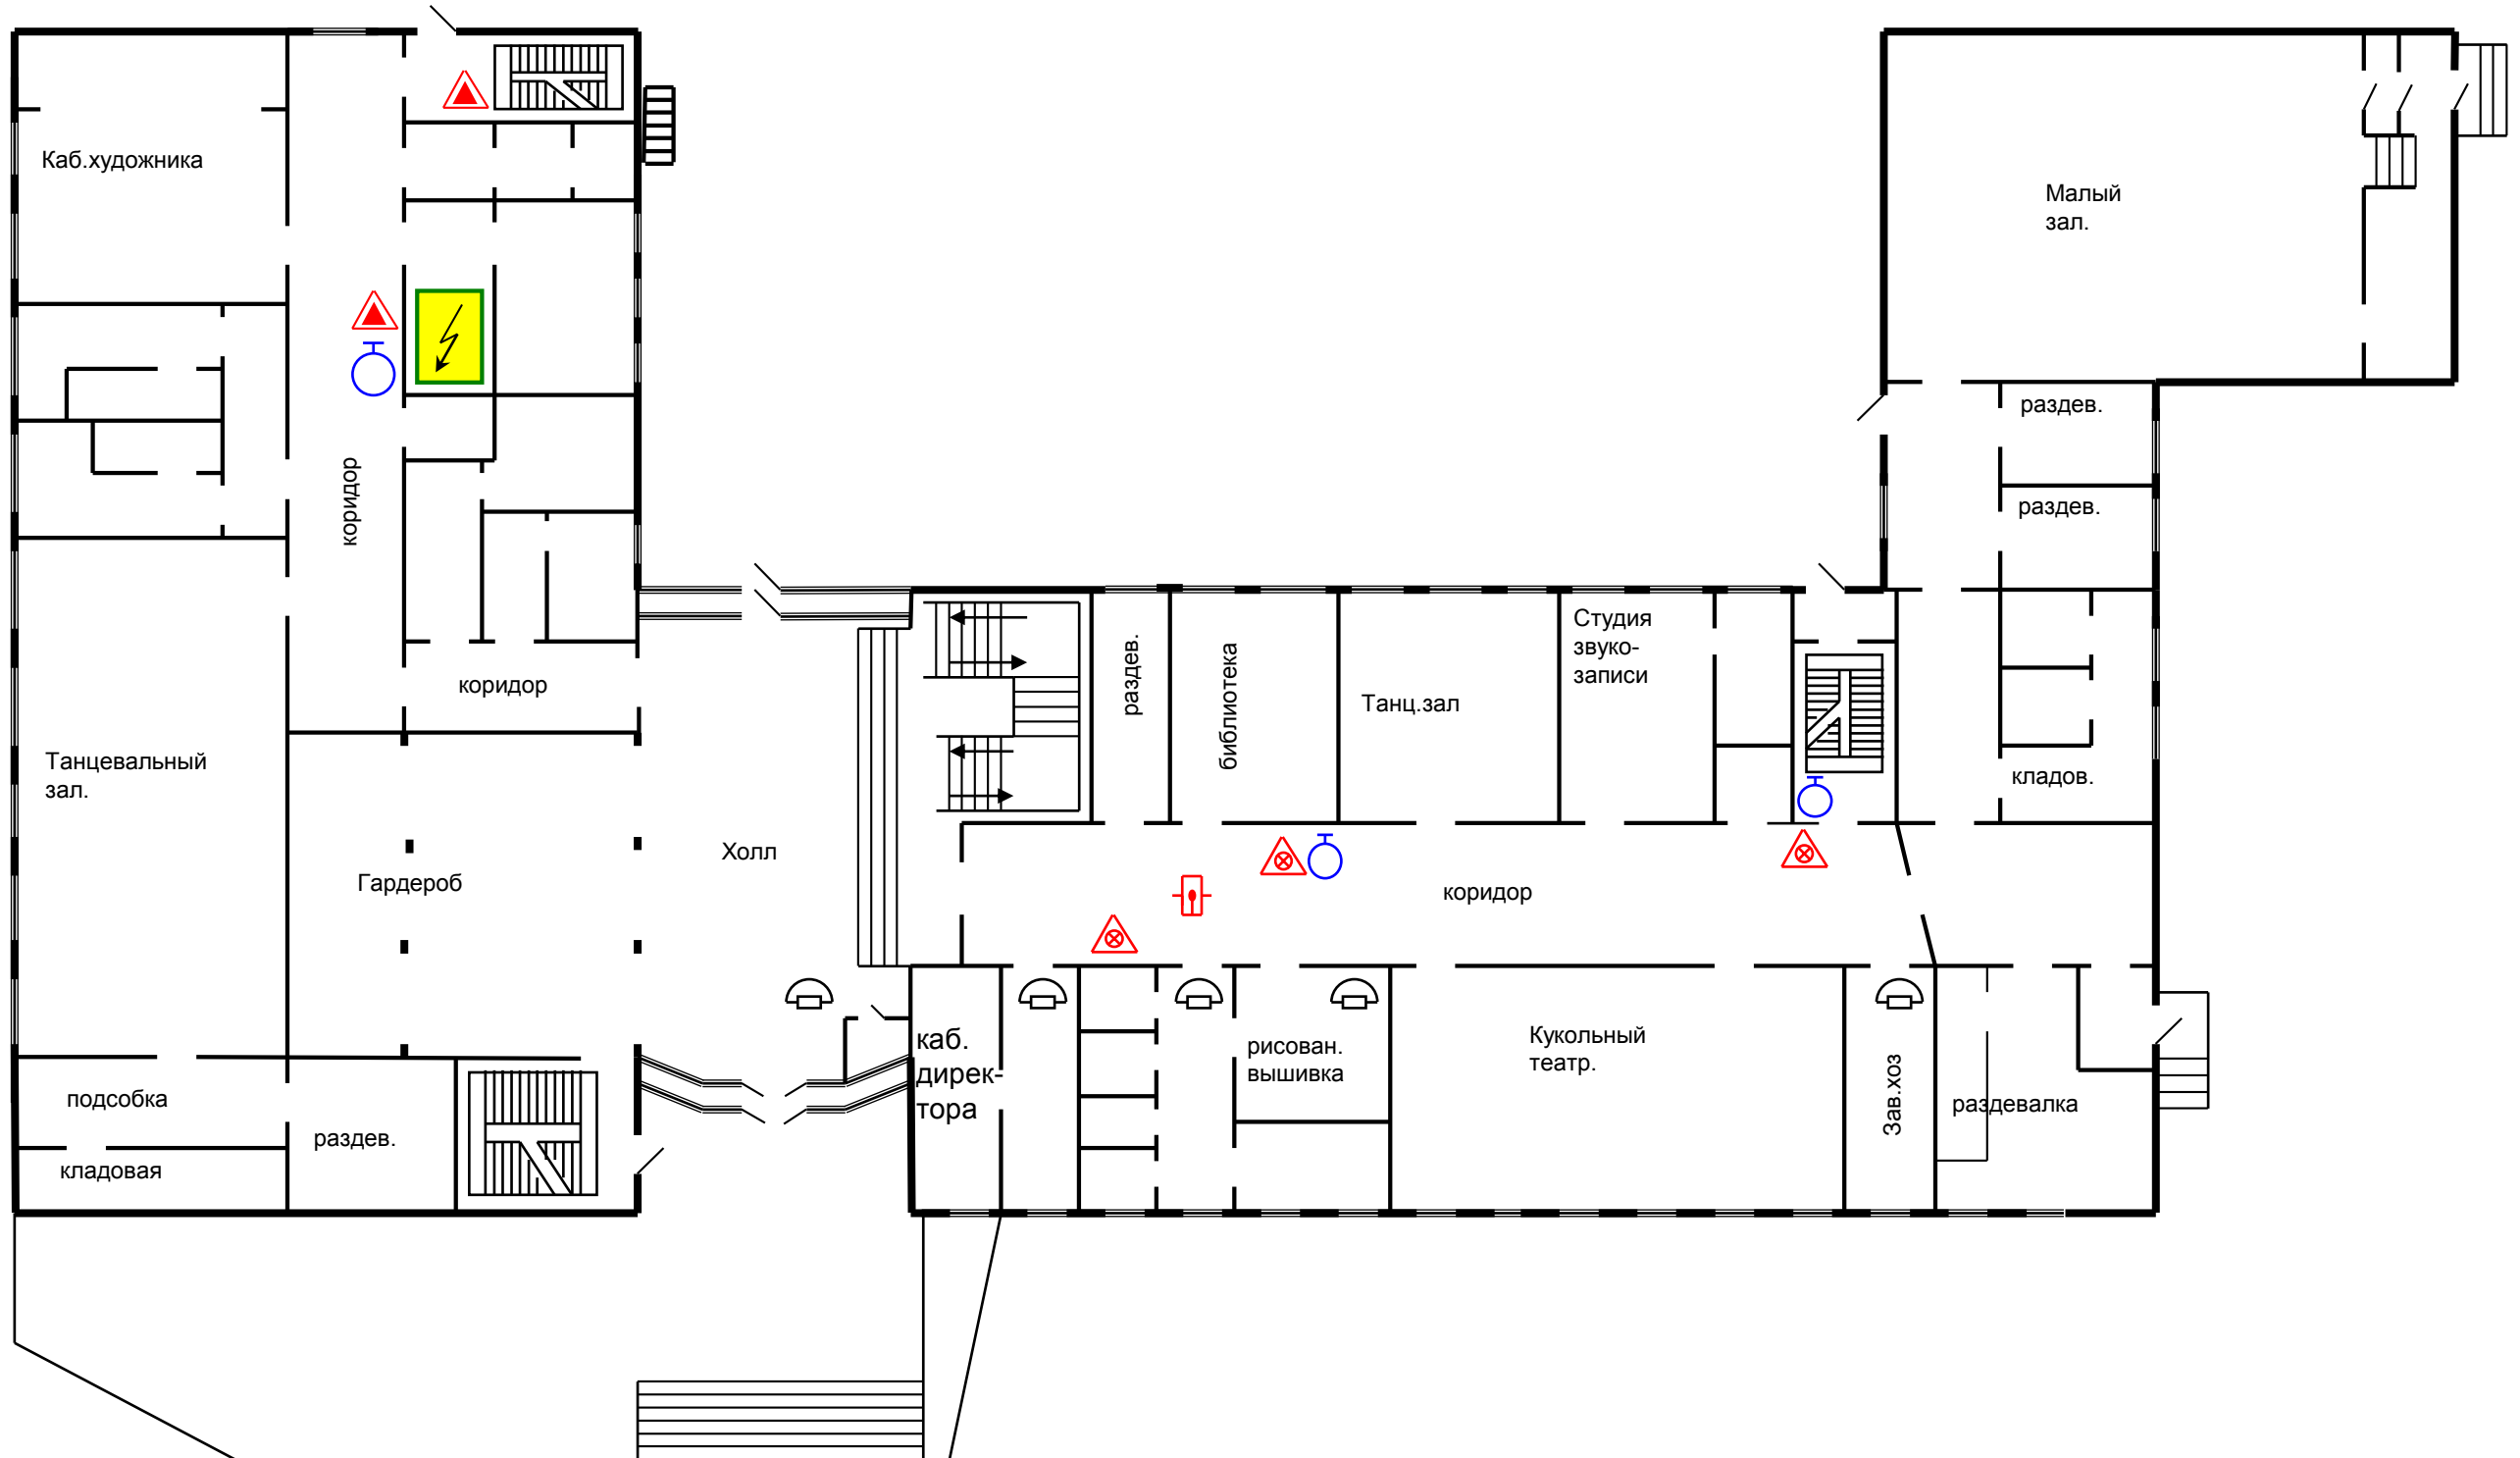 Каб.художника
Малый
зал.
раздев.
раздев.
коридор
коридор
Танцевальный
зал.
Гардероб
Холл
раздев.
библиотека
Танц.зал
Студия
звуко-
записи
кладов.
коридор
подсобка
кладовая
раздев.
каб.
дирек-
тора
рисован.
вышивка
Кукольный
театр.
Зав.хоз
раздевалка